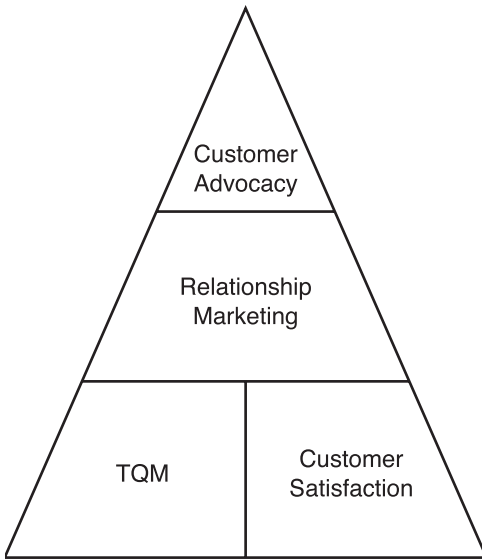 Customer
Advocacy
Relationship
Marketing
TQM
Customer
Satisfaction